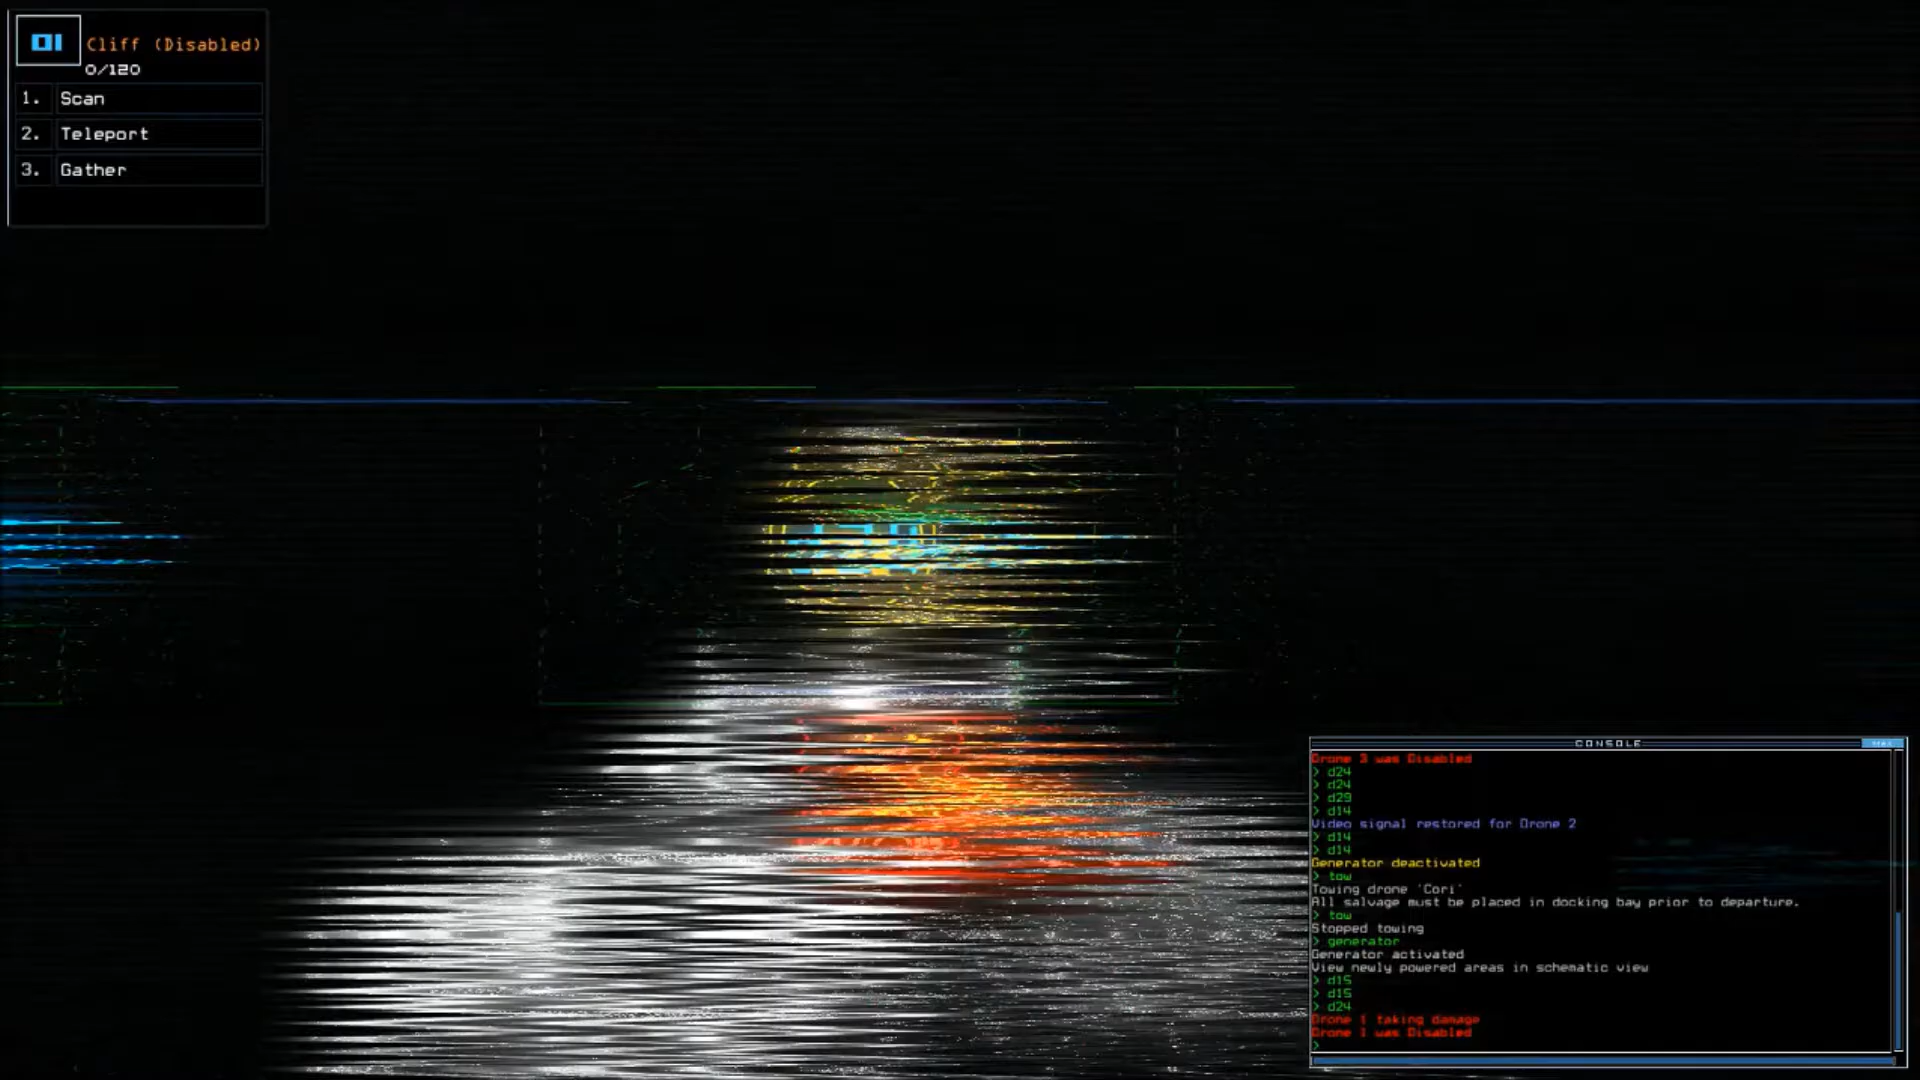 01
Cliff (Disabled)
0/120
1. Scan
2. Teleport
3. Gather
CONSOLE
Drone 3 was Disabled
> d24
> d24
> d29
> d14
Video signal restored for Drone 2
> d14
> d14
Generator deactivated
> tow
Towing drone 'Cori'
All salvage must be placed in docking bay prior to departure.
> tow
Stopped towing
> generator
Generator activated
View newly powered areas in schematic view
> d15
> d15
> d24
Drone 1 taking damage
Drone 1 was Disabled
>